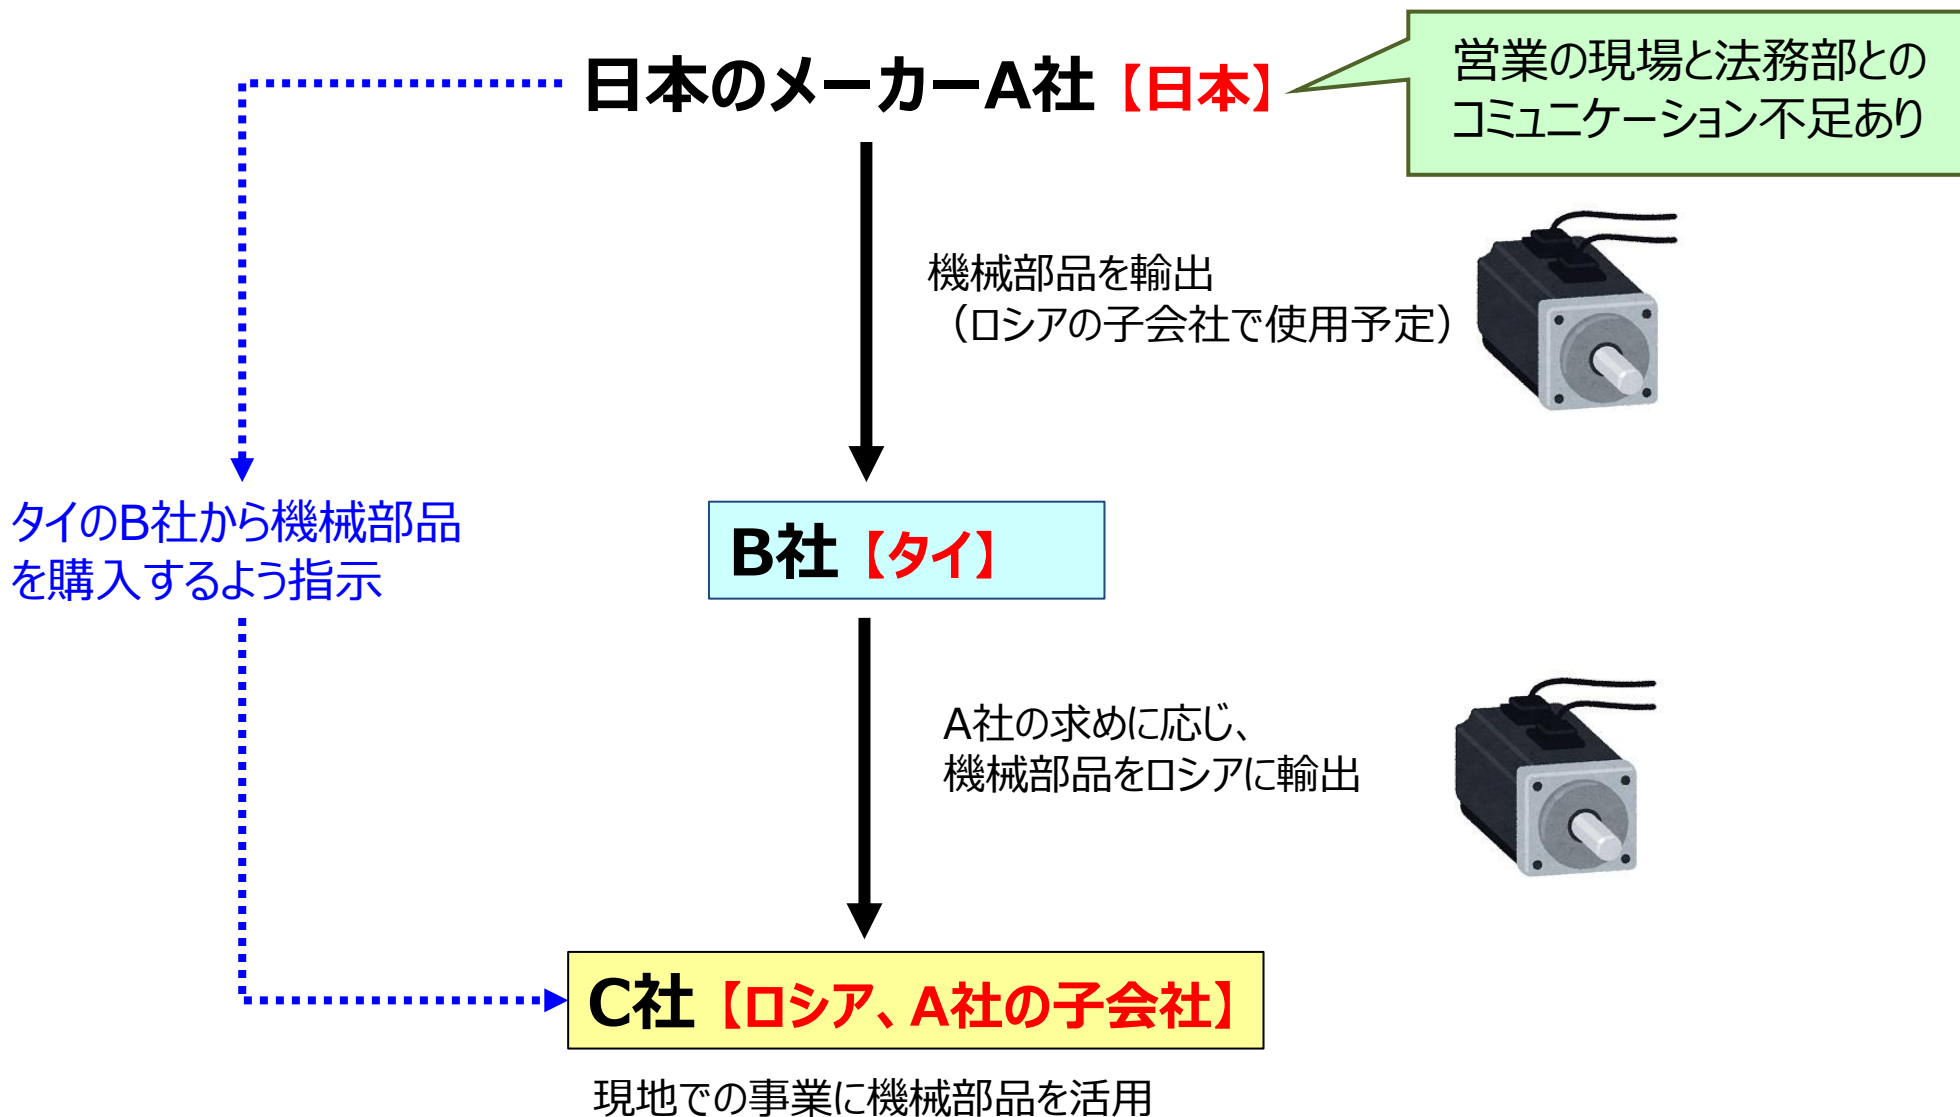 日本のメーカーA社【日本】
営業の現場と法務部との
コミュニケーション不足あり
機械部品を輸出
（ロシアの子会社で使用予定）
タイのB社から機械部品
を購入するよう指示
B社【タイ】
A社の求めに応じ、
機械部品をロシアに輸出
C社【ロシア、A社の子会社】
現地での事業に機械部品を活用